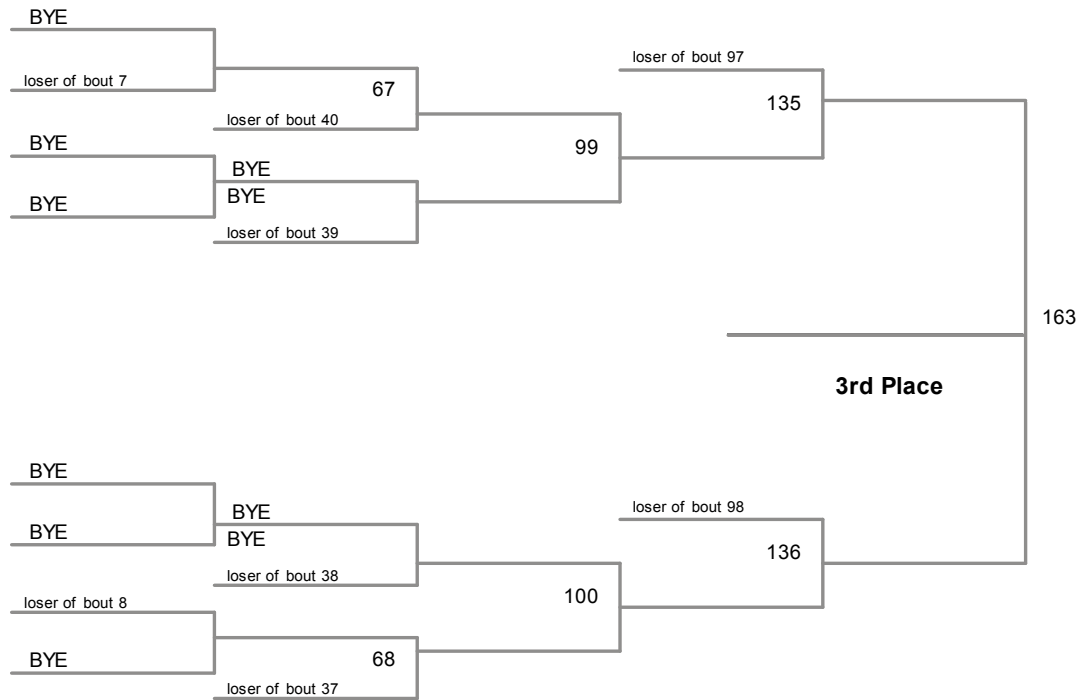 BYE
loser of bout 7
67
loser of bout 40
BYE
BYE
BYE
BYE
loser of bout 39
99
loser of bout 97
135
163
3rd Place
BYE
BYE
BYE
BYE
loser of bout 38
loser of bout 8
BYE
68
loser of bout 37
100
loser of bout 98
136